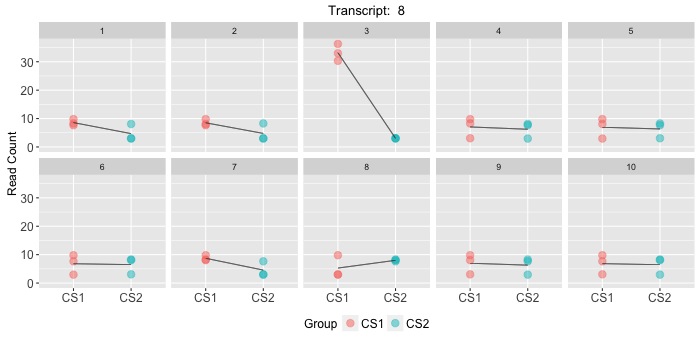 Transcript: 8
1 2 3 4 5
30
20
10
0
Read Count
6 7 8 9 10
30
20
10
0
CS1 CS2 CS1 CS2 CS1 CS2 CS1 CS2 CS1 CS2
Group CS1 CS2